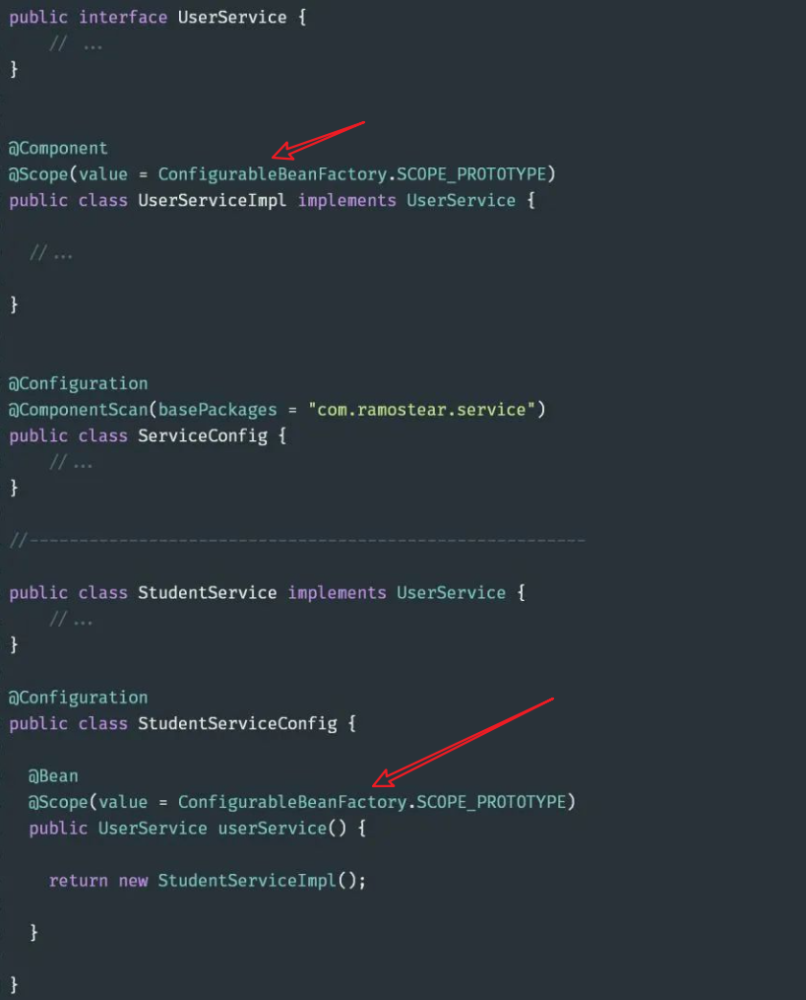 public interface UserService {
    // ...
}
@Component
@Scope(value = ConfigurableBeanFactory.SCOPE_PROTOTYPE)
public class UserServiceImpl implements UserService {
  //...
}
@Configuration
@ComponentScan(basePackages = "com.ramostear.service")
public class ServiceConfig {
    //...
}
//--------------------------------------------------------
public class StudentService implements UserService {
    //...
}
@Configuration
public class StudentServiceConfig {
  @Bean
  @Scope(value = ConfigurableBeanFactory.SCOPE_PROTOTYPE)
  public UserService userService() {
    return new StudentServiceImpl();
  }
}